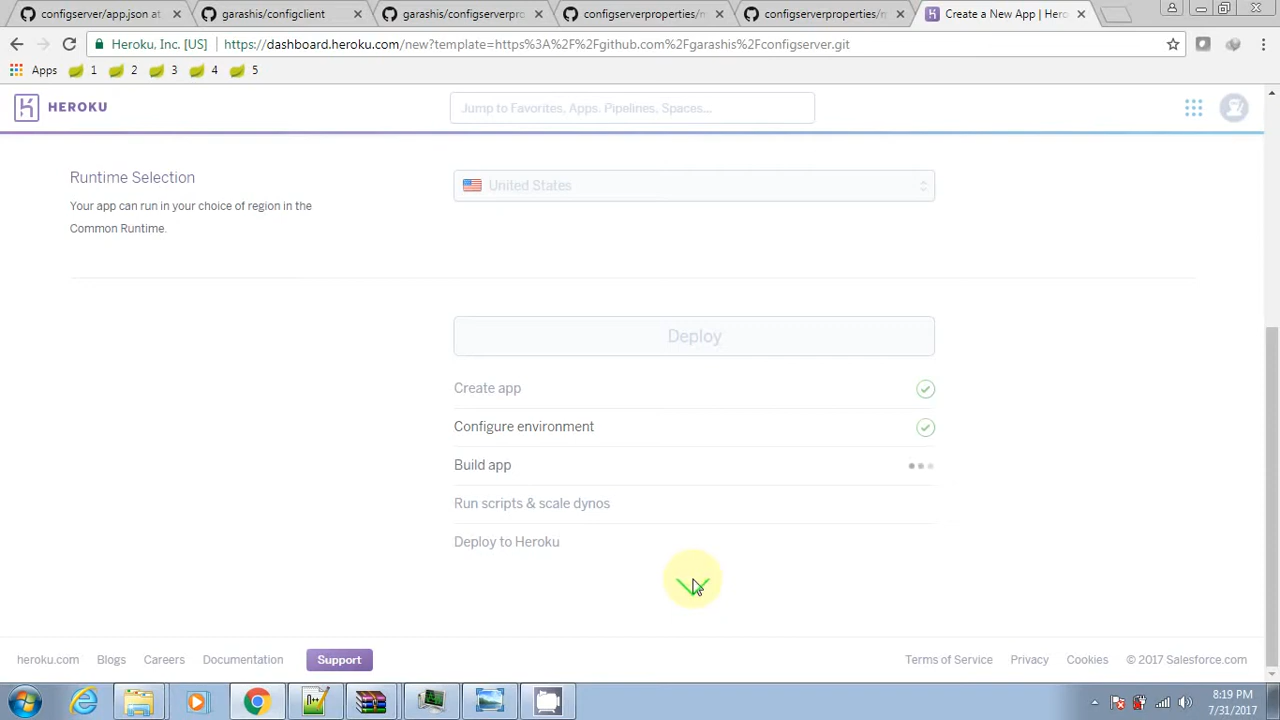 configserver/app.json at
garashis/configclient
garashis/configserverpro
configserverproperties/n
configserverproperties/n
Create a New App | Hero
Heroku, Inc. [US]
https://dashboard.heroku.com/new?template=https%3A%2F%2Fgithub.com%2Fgarashis%2Fconfigserver.git
Apps 1 2 3 4 5
HEROKU
Jump to Favorites, Apps, Pipelines, Spaces...
Runtime Selection
United States
Your app can run in your choice of region in the
Common Runtime.
Deploy
Create app
Configure environment
Build app
Run scripts & scale dynos
Deploy to Heroku
heroku.com Blogs Careers Documentation Support Terms of Service Privacy Cookies © 2017 Salesforce.com
8:19 PM
7/31/2017